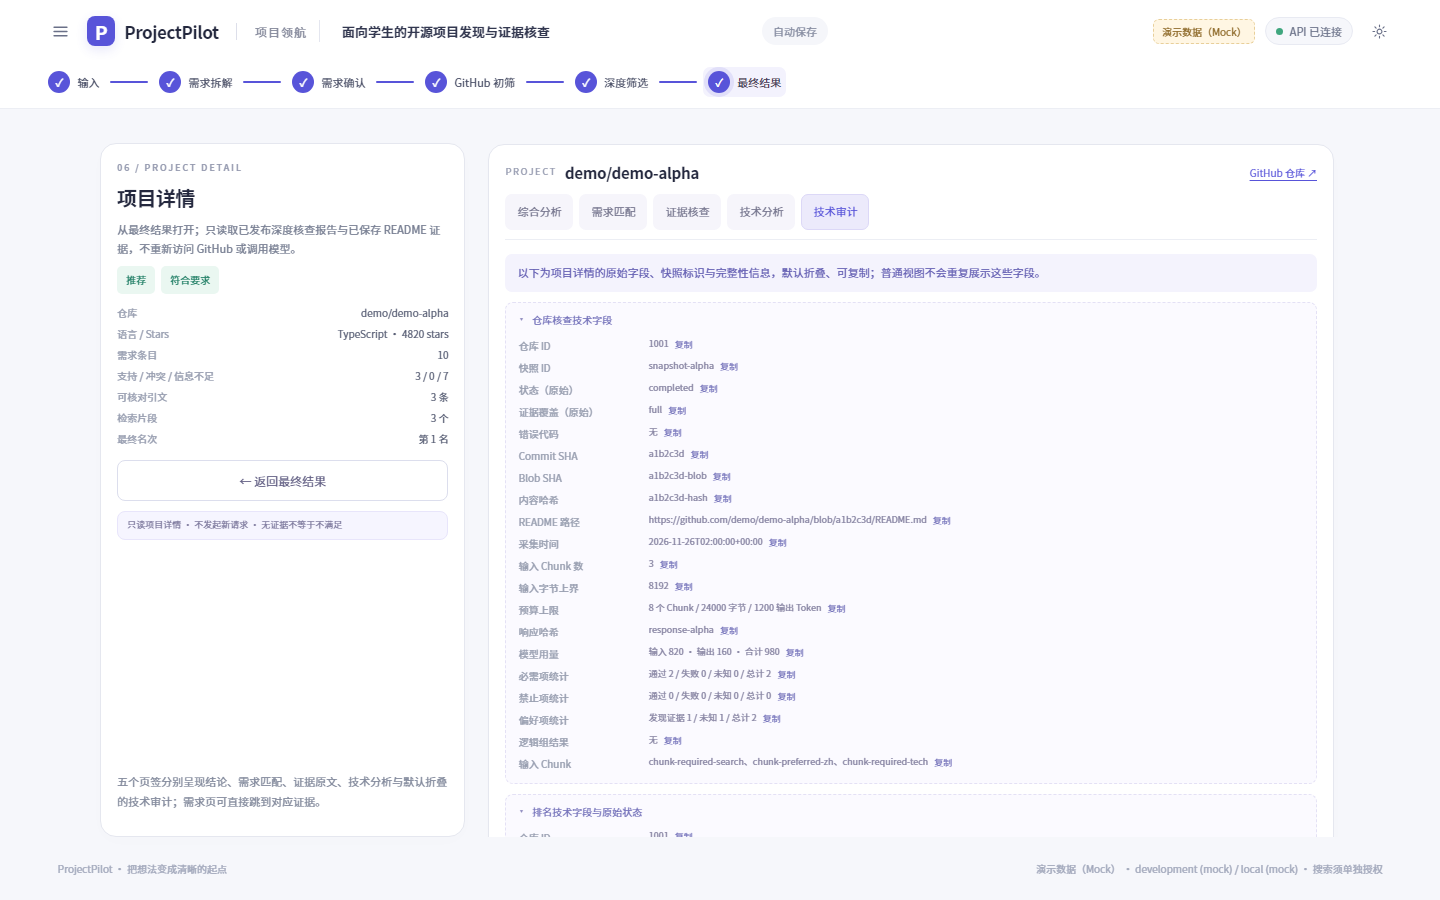 P ProjectPilot 项目领航 面向学生的开源项目发现与证据核查 自动保存 演示数据（Mock） API 已连接
输入 需求拆解 需求确认 GitHub 初筛 深度筛选 最终结果
06 / PROJECT DETAIL
项目详情
从最终结果打开；只读取已发布深度核查报告与已保存 README 证
据，不重新访问 GitHub 或调用模型。
推荐 符合要求
仓库 demo/demo-alpha
语言 / Stars TypeScript · 4820 stars
需求条目 10
支持 / 冲突 / 信息不足 3 / 0 / 7
可核对引文 3 条
检索片段 3 个
最终名次 第 1 名
← 返回最终结果
只读项目详情 · 不发起新请求 · 无证据不等于不满足
五个页签分别呈现结论、需求匹配、证据原文、技术分析与默认折叠
的技术审计；需求页可直接跳到对应证据。
PROJECT demo/demo-alpha GitHub 仓库 ↗
综合分析 需求匹配 证据核查 技术分析 技术审计
以下为项目详情的原始字段、快照标识与完整性信息，默认折叠、可复制；普通视图不会重复展示这些字段。
仓库核查技术字段
仓库 ID 1001 复制
快照 ID snapshot-alpha 复制
状态（原始） completed 复制
证据覆盖（原始） full 复制
错误代码 无 复制
Commit SHA a1b2c3d 复制
Blob SHA a1b2c3d-blob 复制
内容哈希 a1b2c3d-hash 复制
README 路径 https://github.com/demo/demo-alpha/blob/a1b2c3d/README.md 复制
采集时间 2026-11-26T02:00:00+00:00 复制
输入 Chunk 数 3 复制
输入字节上界 8192 复制
预算上限 8 个 Chunk / 24000 字节 / 1200 输出 Token 复制
响应哈希 response-alpha 复制
模型用量 输入 820 · 输出 160 · 合计 980 复制
必需项统计 通过 2 / 失败 0 / 未知 0 / 总计 2 复制
禁止项统计 通过 0 / 失败 0 / 未知 0 / 总计 0 复制
偏好项统计 发现证据 1 / 未知 1 / 总计 2 复制
逻辑组结果 无 复制
输入 Chunk chunk-required-search、chunk-preferred-zh、chunk-required-tech 复制
排名技术字段与原始状态
仓库 ID 1001 复制
ProjectPilot · 把想法变成清晰的起点 演示数据（Mock） · development (mock) / local (mock) · 搜索须单独授权